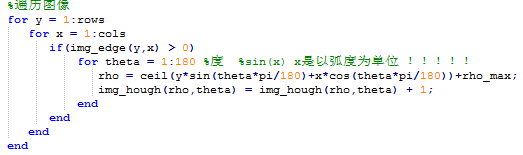 %遍历图像
for y = 1:rows
for x = 1:cols
if(img_edge(y,x) > 0)
for theta = 1:180 %度 %sin(x) x是以弧度为单位 ! ! ! ! !
rho = ceil(y*sin(theta*pi/180)+x*cos(theta*pi/180))+rho_max;
img_hough(rho,theta) = img_hough(rho,theta) + 1;
end
end
end
end